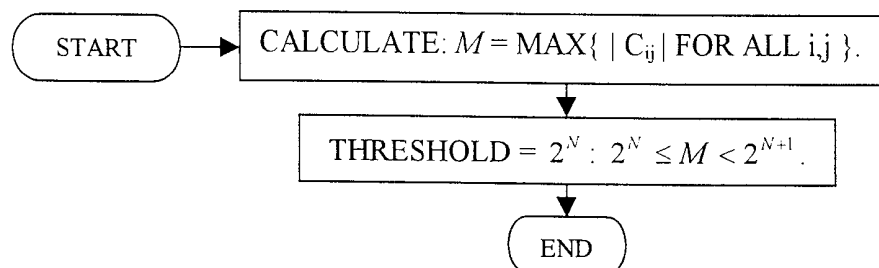 START
CALCULATE: M = MAX{ | C_ij | FOR ALL i,j }.
THRESHOLD = 2^N : 2^N ≤ M < 2^{N+1} .
END